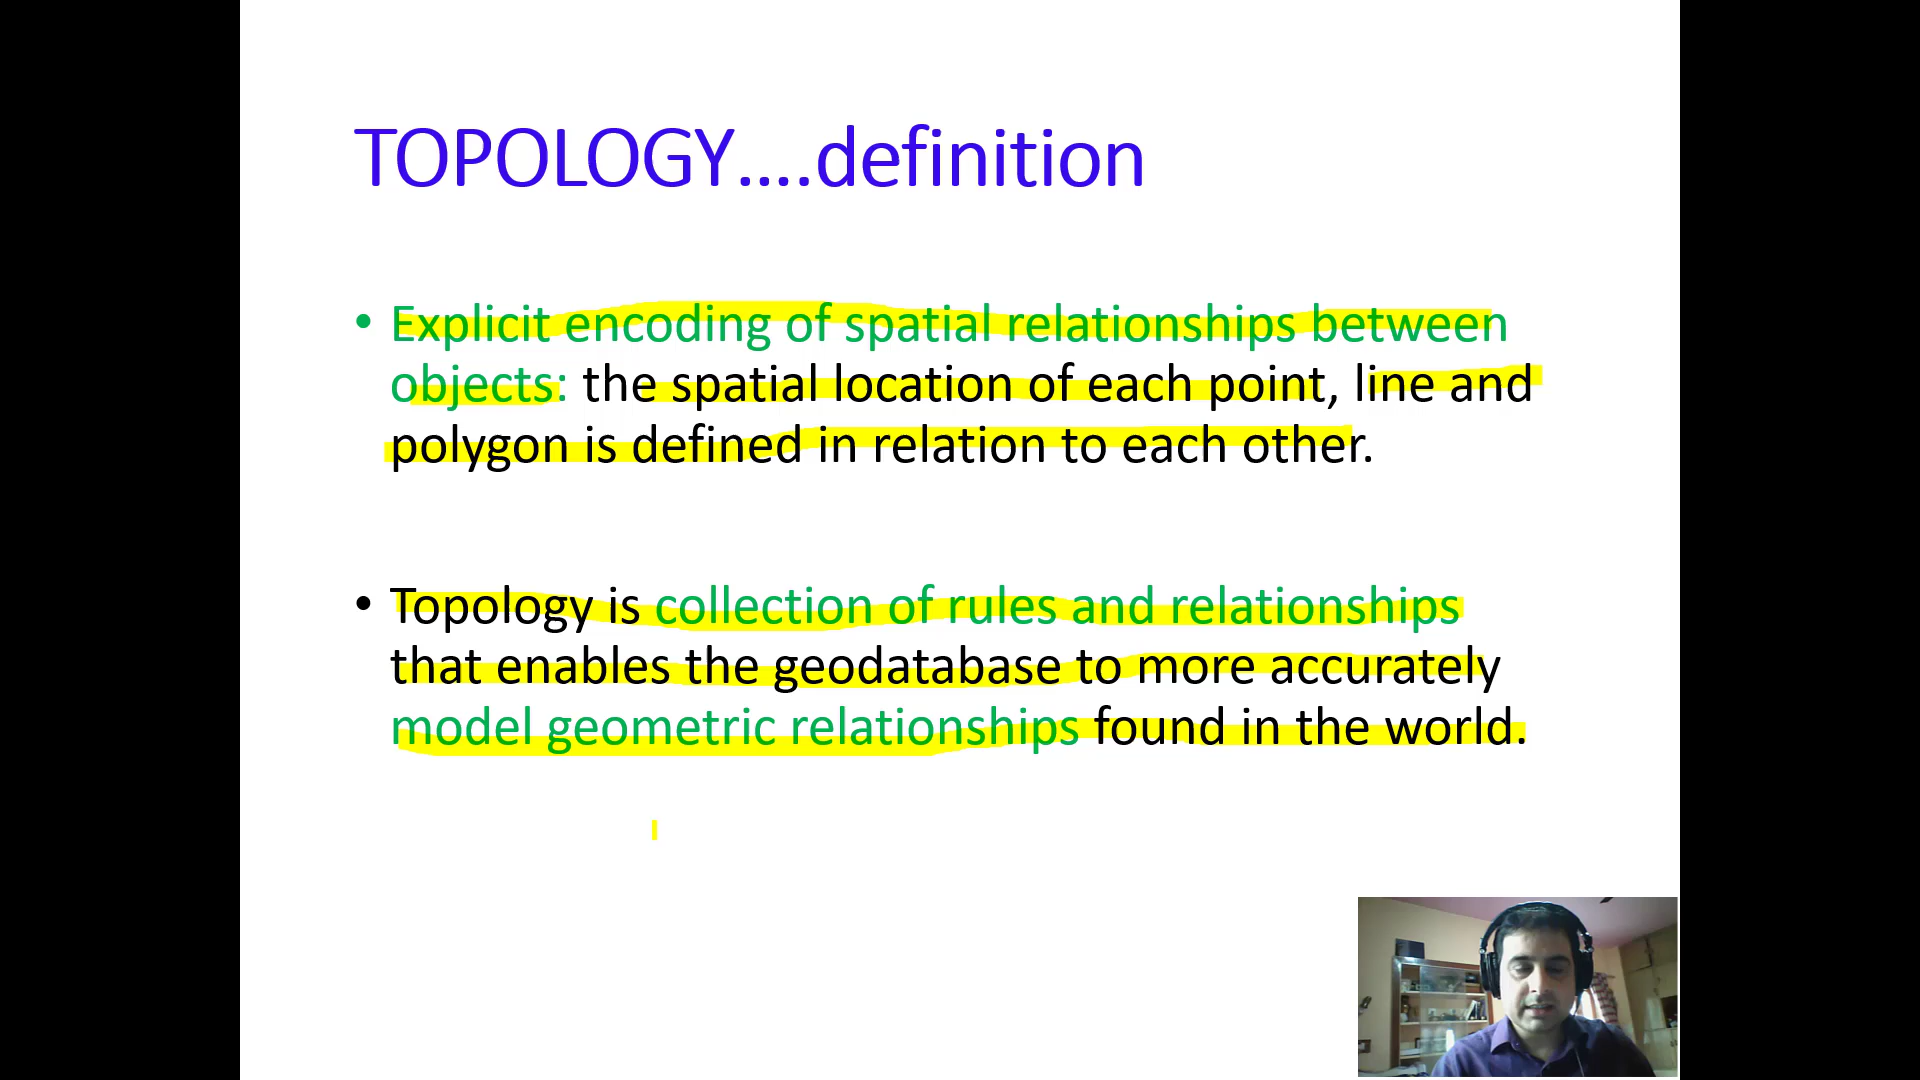 TOPOLOGY....definition
• Explicit encoding of spatial relationships between
objects: the spatial location of each point, line and
polygon is defined in relation to each other.
• Topology is collection of rules and relationships
that enables the geodatabase to more accurately
model geometric relationships found in the world.